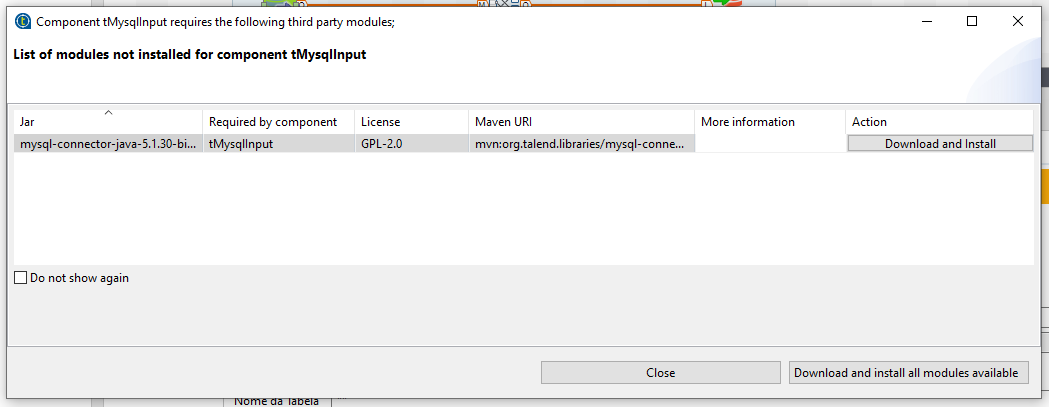 Component tMysqlInput requires the following third party modules;
List of modules not installed for component tMysqlInput
Jar Required by component License Maven URI More information Action
mysql-connector-java-5.1.30-bi... tMysqlInput GPL-2.0 mvn:org.talend.libraries/mysql-conne... Download and Install
Do not show again
Close Download and install all modules available
Nome da Tabela